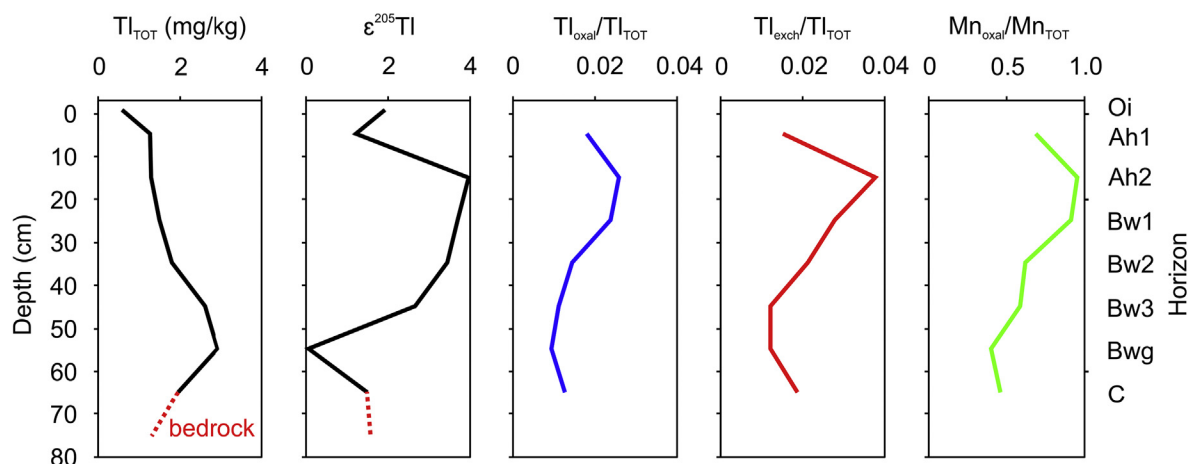 Tl_TOT (mg/kg) ε²⁰⁵Tl Tl_oxal/Tl_TOT Tl_exch/Tl_TOT Mn_oxal/Mn_TOT
0 2 4 0 2 4 0 0.02 0.04 0 0.02 0.04 0 0.5 1.0
0 Oi
Ah1
10
Ah2
20
Bw1
30
Bw2
40
Bw3
50
Bwg
60
C
70
bedrock
80
Depth (cm)
Horizon